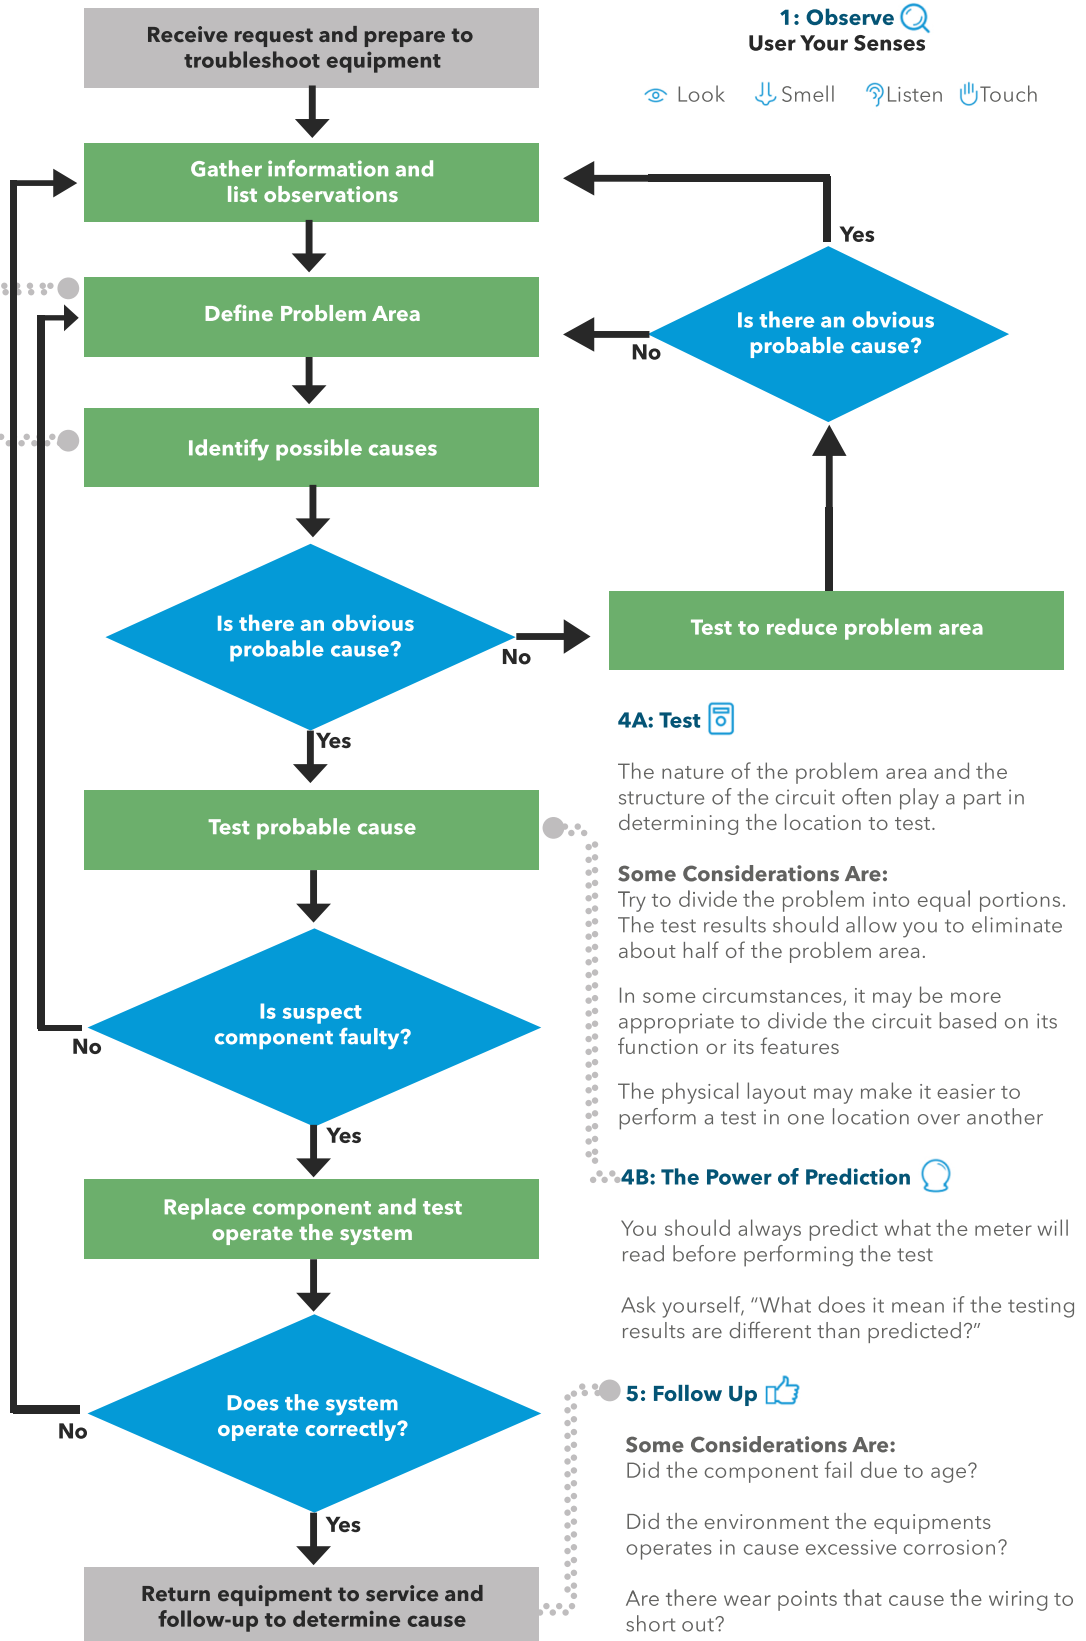 Receive request and prepare to
troubleshoot equipment
1: Observe
User Your Senses
Look
Smell
Listen
Touch
Gather information and
list observations
Yes
Define Problem Area
Is there an obvious
probable cause?
No
Identify possible causes
Is there an obvious
probable cause?
No
Test to reduce problem area
Yes
4A: Test
The nature of the problem area and the
structure of the circuit often play a part in
determining the location to test.
Some Considerations Are:
Try to divide the problem into equal portions.
The test results should allow you to eliminate
about half of the problem area.
In some circumstances, it may be more
appropriate to divide the circuit based on its
function or its features
The physical layout may make it easier to
perform a test in one location over another
Test probable cause
Is suspect
component faulty?
No
Yes
4B: The Power of Prediction
You should always predict what the meter will
read before performing the test
Ask yourself, “What does it mean if the testing
results are different than predicted?”
Replace component and test
operate the system
Does the system
operate correctly?
No
Yes
5: Follow Up
Some Considerations Are:
Did the component fail due to age?
Did the environment the equipments
operates in cause excessive corrosion?
Are there wear points that cause the wiring to
short out?
Return equipment to service and
follow-up to determine cause